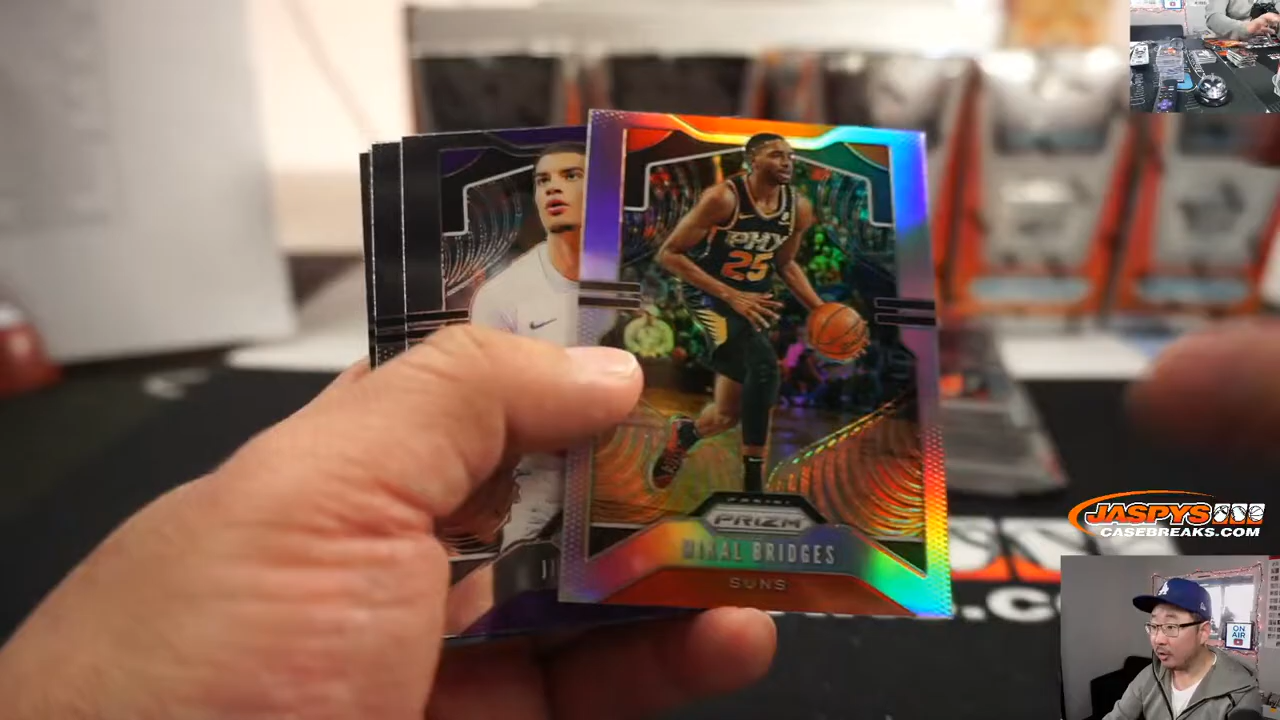 PHX
25
PANINI
PRIZM
MIKAL BRIDGES
SUNS
JASPYS
CASEBREAKS.COM
ON
AIR